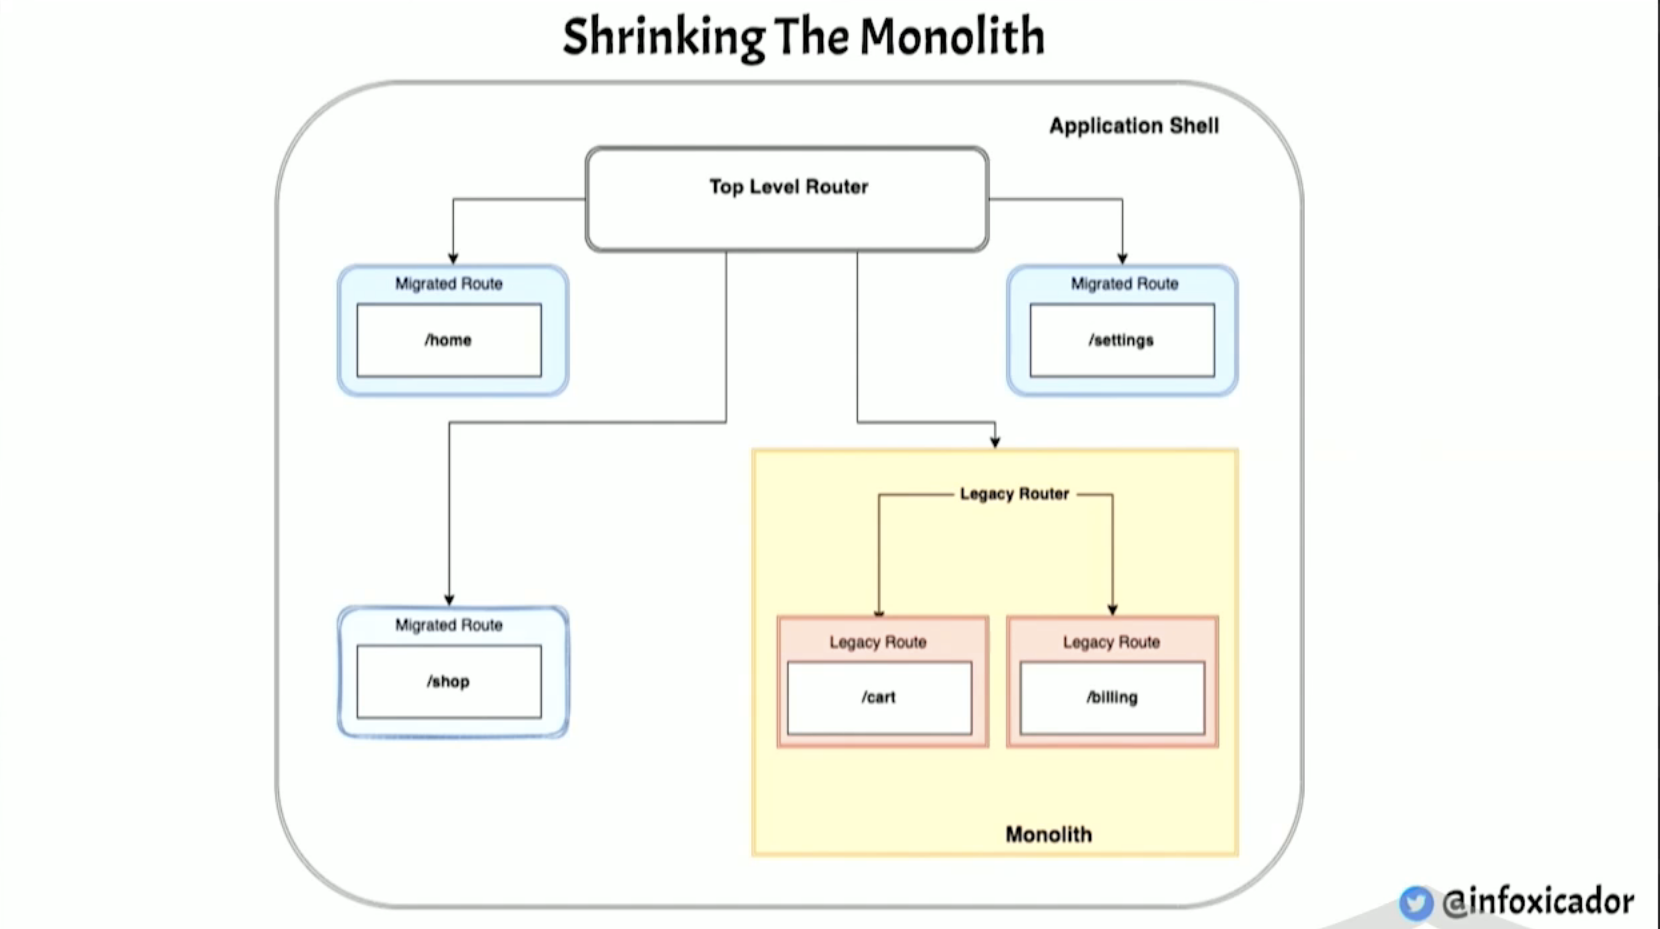 Shrinking The Monolith
Application Shell
Top Level Router
Migrated Route
/home
Migrated Route
/settings
Legacy Router
Migrated Route
/shop
Legacy Route
/cart
Legacy Route
/billing
Monolith
@infoxicador